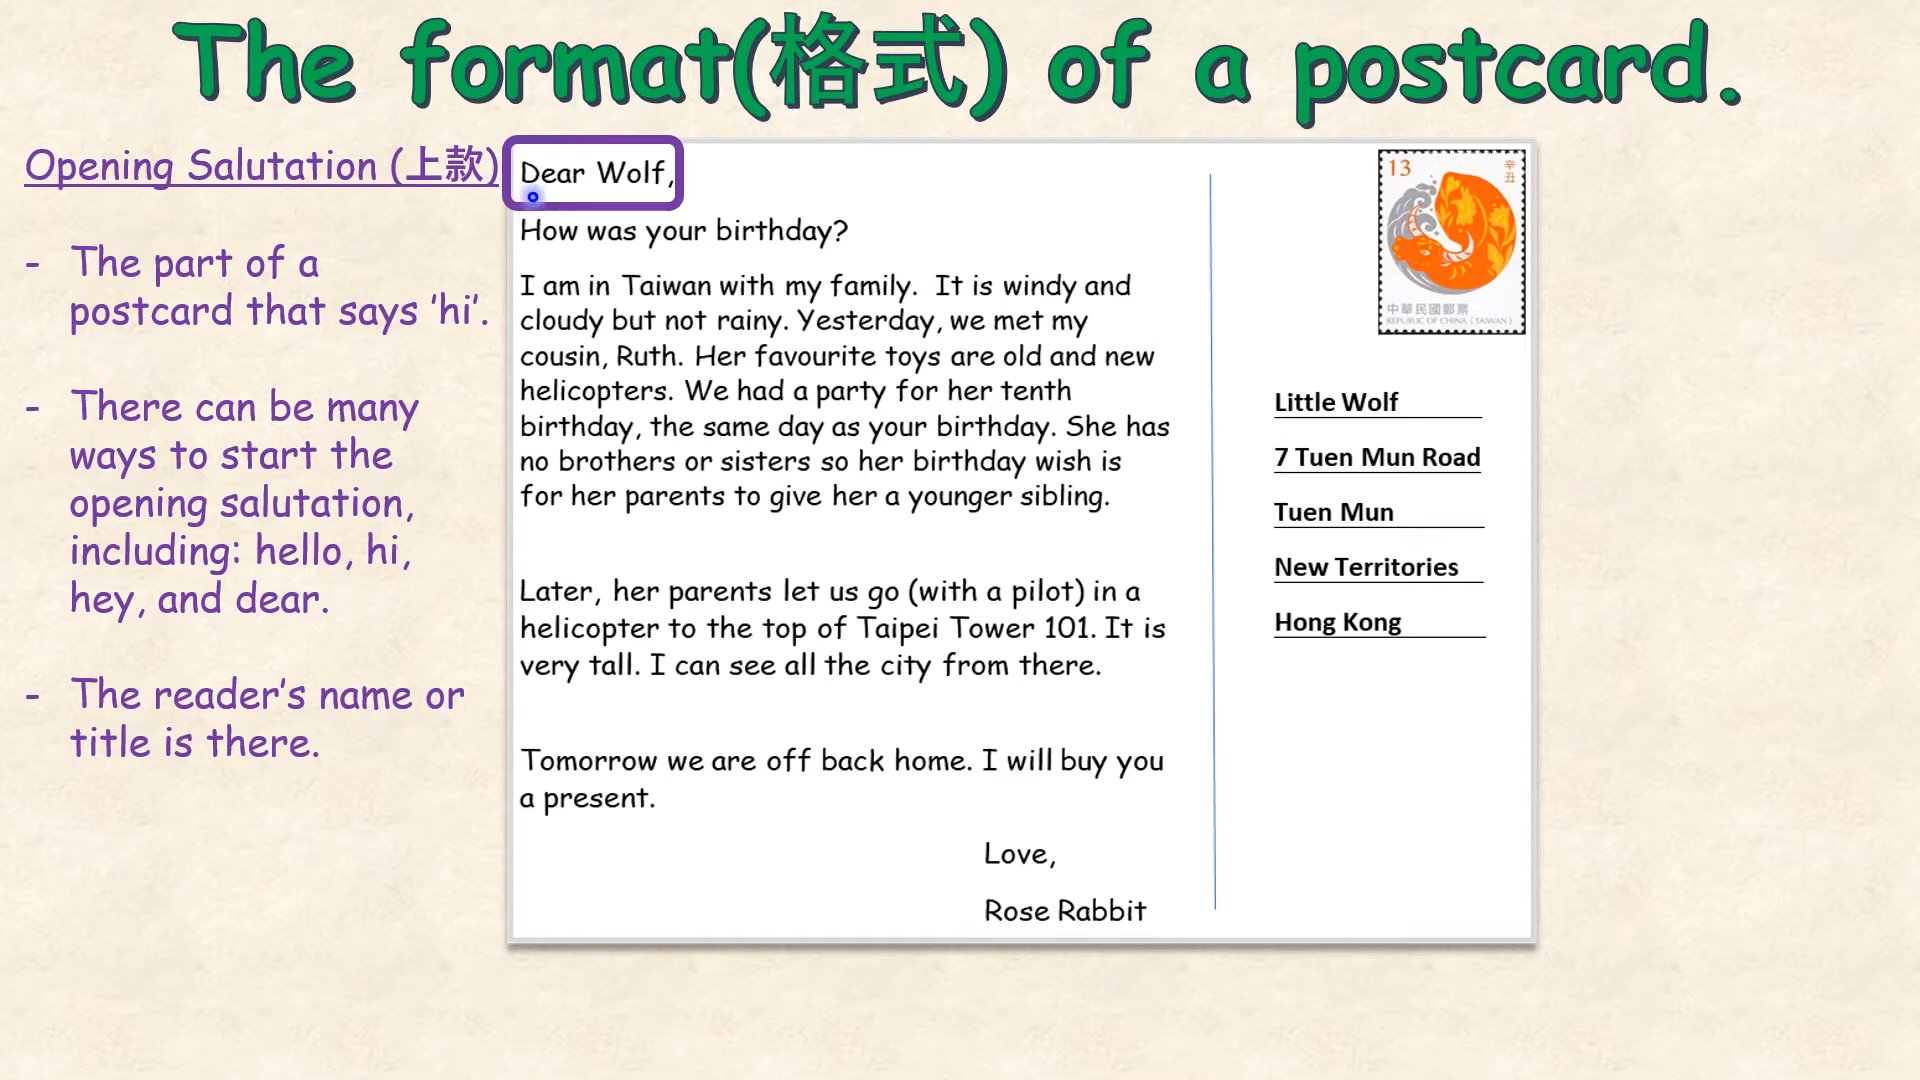 The format(格式) of a postcard.
Opening Salutation (上款)
- The part of a
postcard that says 'hi'.
- There can be many
ways to start the
opening salutation,
including: hello, hi,
hey, and dear.
- The reader's name or
title is there.
Dear Wolf,
How was your birthday?
I am in Taiwan with my family. It is windy and
cloudy but not rainy. Yesterday, we met my
cousin, Ruth. Her favourite toys are old and new
helicopters. We had a party for her tenth
birthday, the same day as your birthday. She has
no brothers or sisters so her birthday wish is
for her parents to give her a younger sibling.
Later, her parents let us go (with a pilot) in a
helicopter to the top of Taipei Tower 101. It is
very tall. I can see all the city from there.
Tomorrow we are off back home. I will buy you
a present.
Love,
Rose Rabbit
13
辛丑
中華民國郵票
REPUBLIC OF CHINA (TAIWAN)
Little Wolf
7 Tuen Mun Road
Tuen Mun
New Territories
Hong Kong